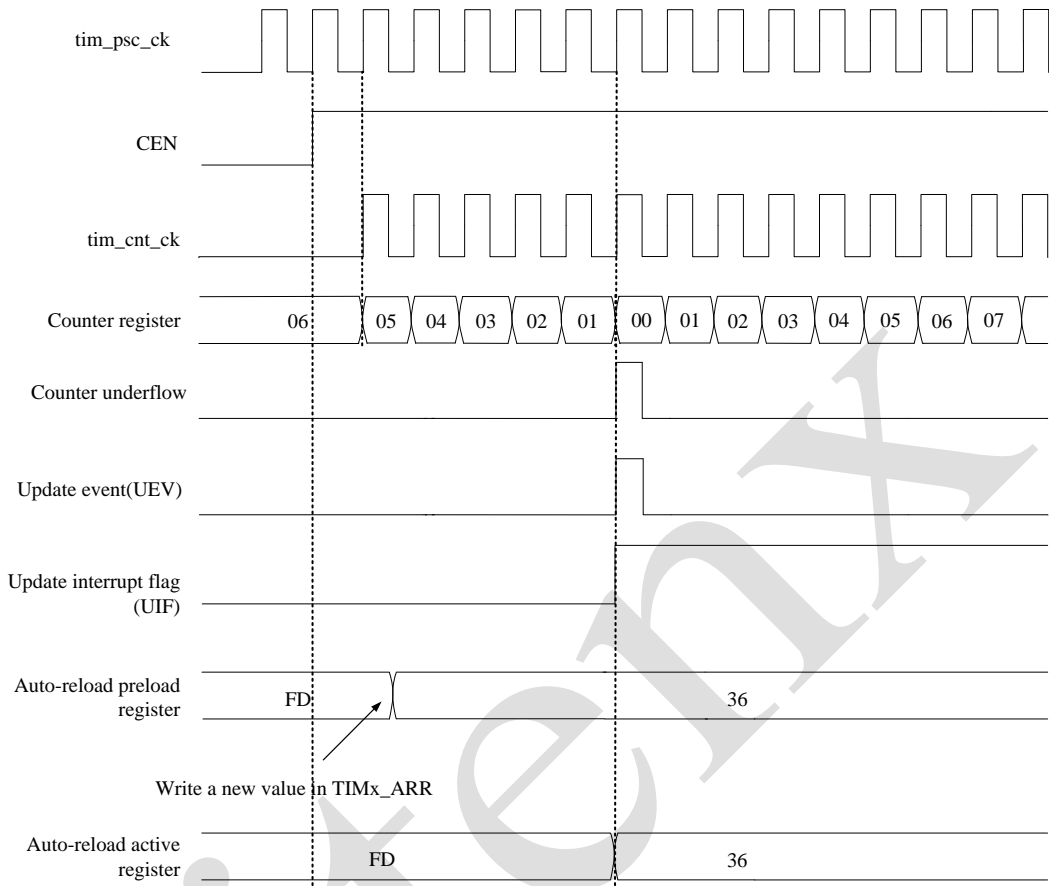 tim_psc_ck
CEN
tim_cnt_ck
Counter register 06 05 04 03 02 01 00 01 02 03 04 05 06 07
Counter underflow
Update event(UEV)
Update interrupt flag
(UIF)
Auto-reload preload
register
FD 36
Write a new value in TIMx_ARR
Auto-reload active
register
FD 36